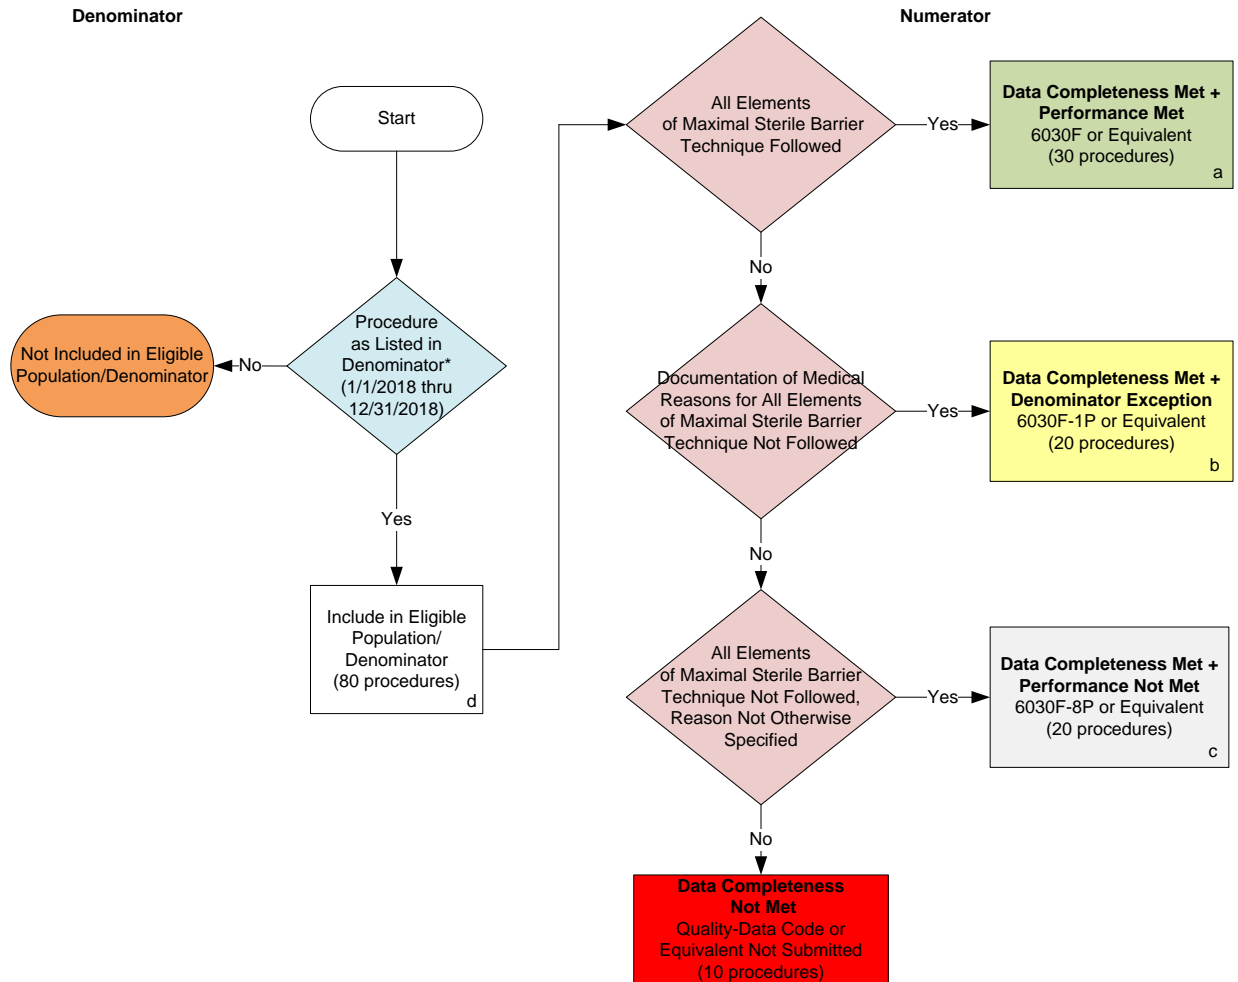 Denominator
Numerator
Start
Procedure
as Listed in
Denominator*
(1/1/2018 thru
12/31/2018)
No
Not Included in Eligible
Population/Denominator
Yes
Include in Eligible
Population/
Denominator
(80 procedures)
d
All Elements
of Maximal Sterile Barrier
Technique Followed
Yes
Data Completeness Met +
Performance Met
6030F or Equivalent
(30 procedures)
a
No
Documentation of Medical
Reasons for All Elements
of Maximal Sterile Barrier
Technique Not Followed
Yes
Data Completeness Met +
Denominator Exception
6030F-1P or Equivalent
(20 procedures)
b
No
All Elements
of Maximal Sterile Barrier
Technique Not Followed,
Reason Not Otherwise
Specified
Yes
Data Completeness Met +
Performance Not Met
6030F-8P or Equivalent
(20 procedures)
c
No
Data Completeness
Not Met
Quality-Data Code or
Equivalent Not Submitted
(10 procedures)